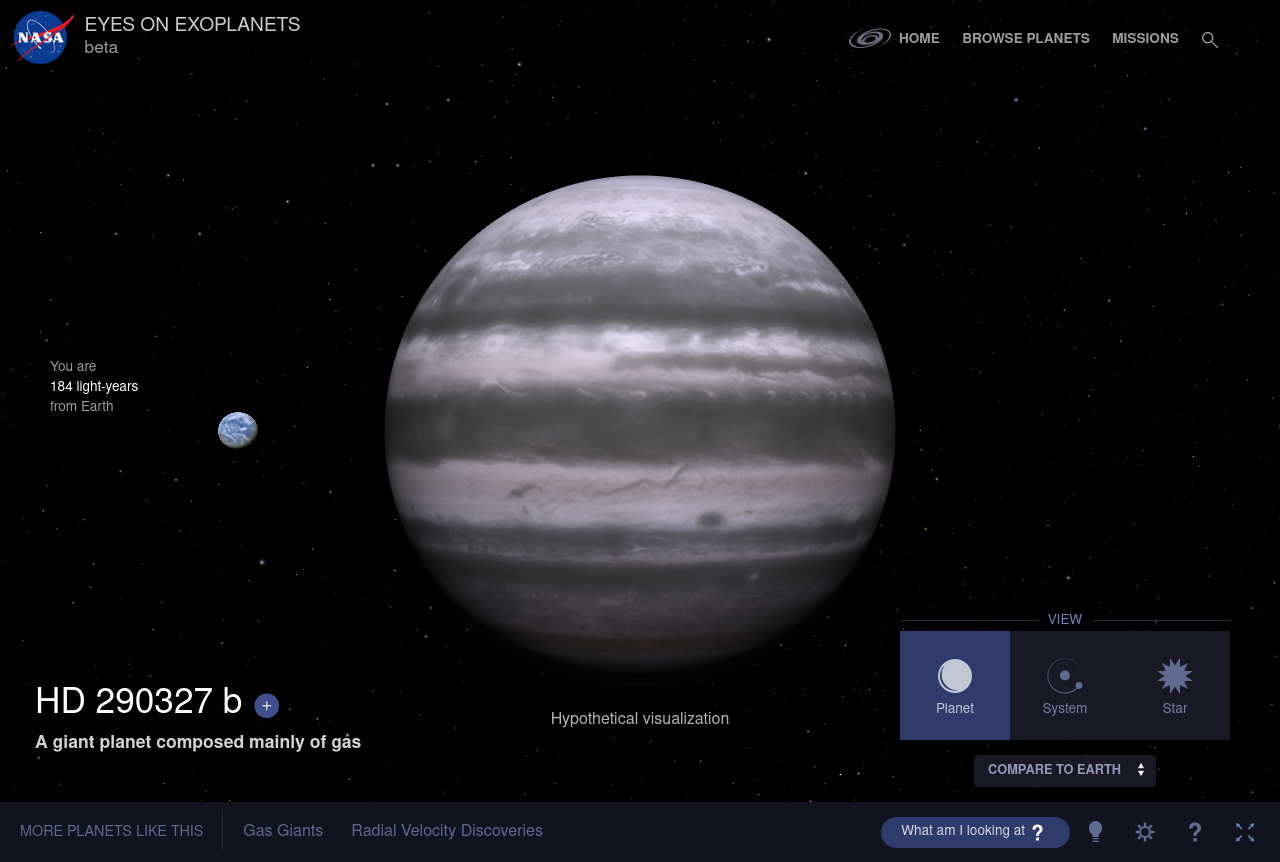 NASA
EYES ON EXOPLANETS
beta
HOME
BROWSE PLANETS
MISSIONS
You are
184 light-years
from Earth
HD 290327 b +
A giant planet composed mainly of gas
Hypothetical visualization
VIEW
Planet
System
Star
COMPARE TO EARTH
MORE PLANETS LIKE THIS
Gas Giants
Radial Velocity Discoveries
What am I looking at ?
?